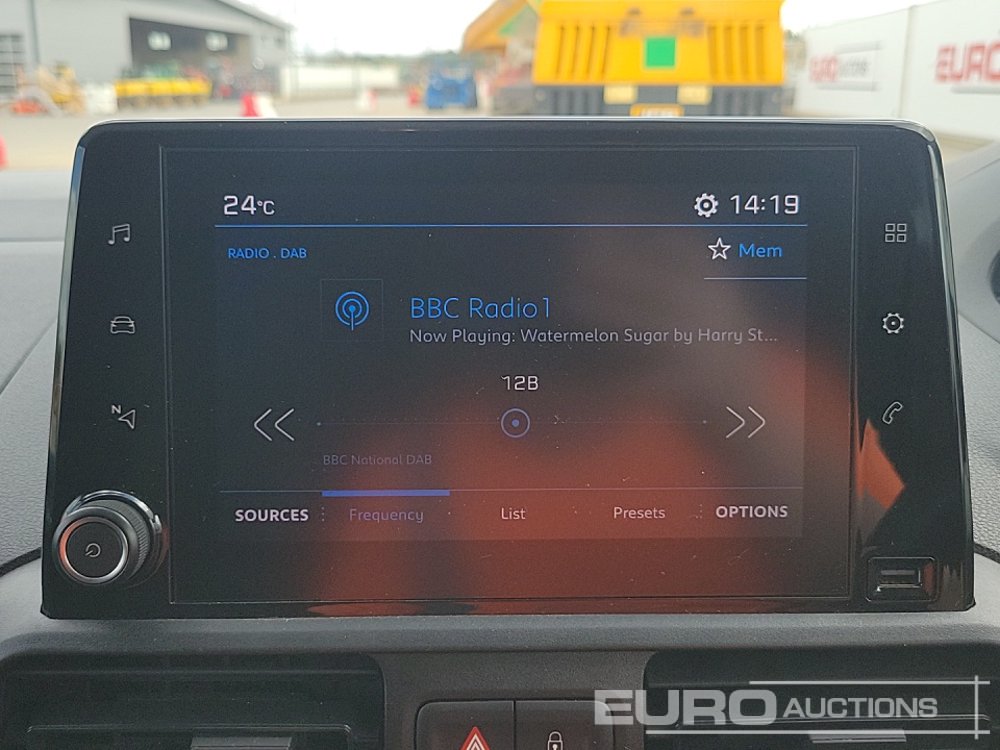 EURO
24°C
14:19
RADIO . DAB
Mem
BBC Radio1
Now Playing: Watermelon Sugar by Harry St...
12B
BBC National DAB
SOURCES
Frequency
List
Presets
OPTIONS
N
EURO AUCTIONS